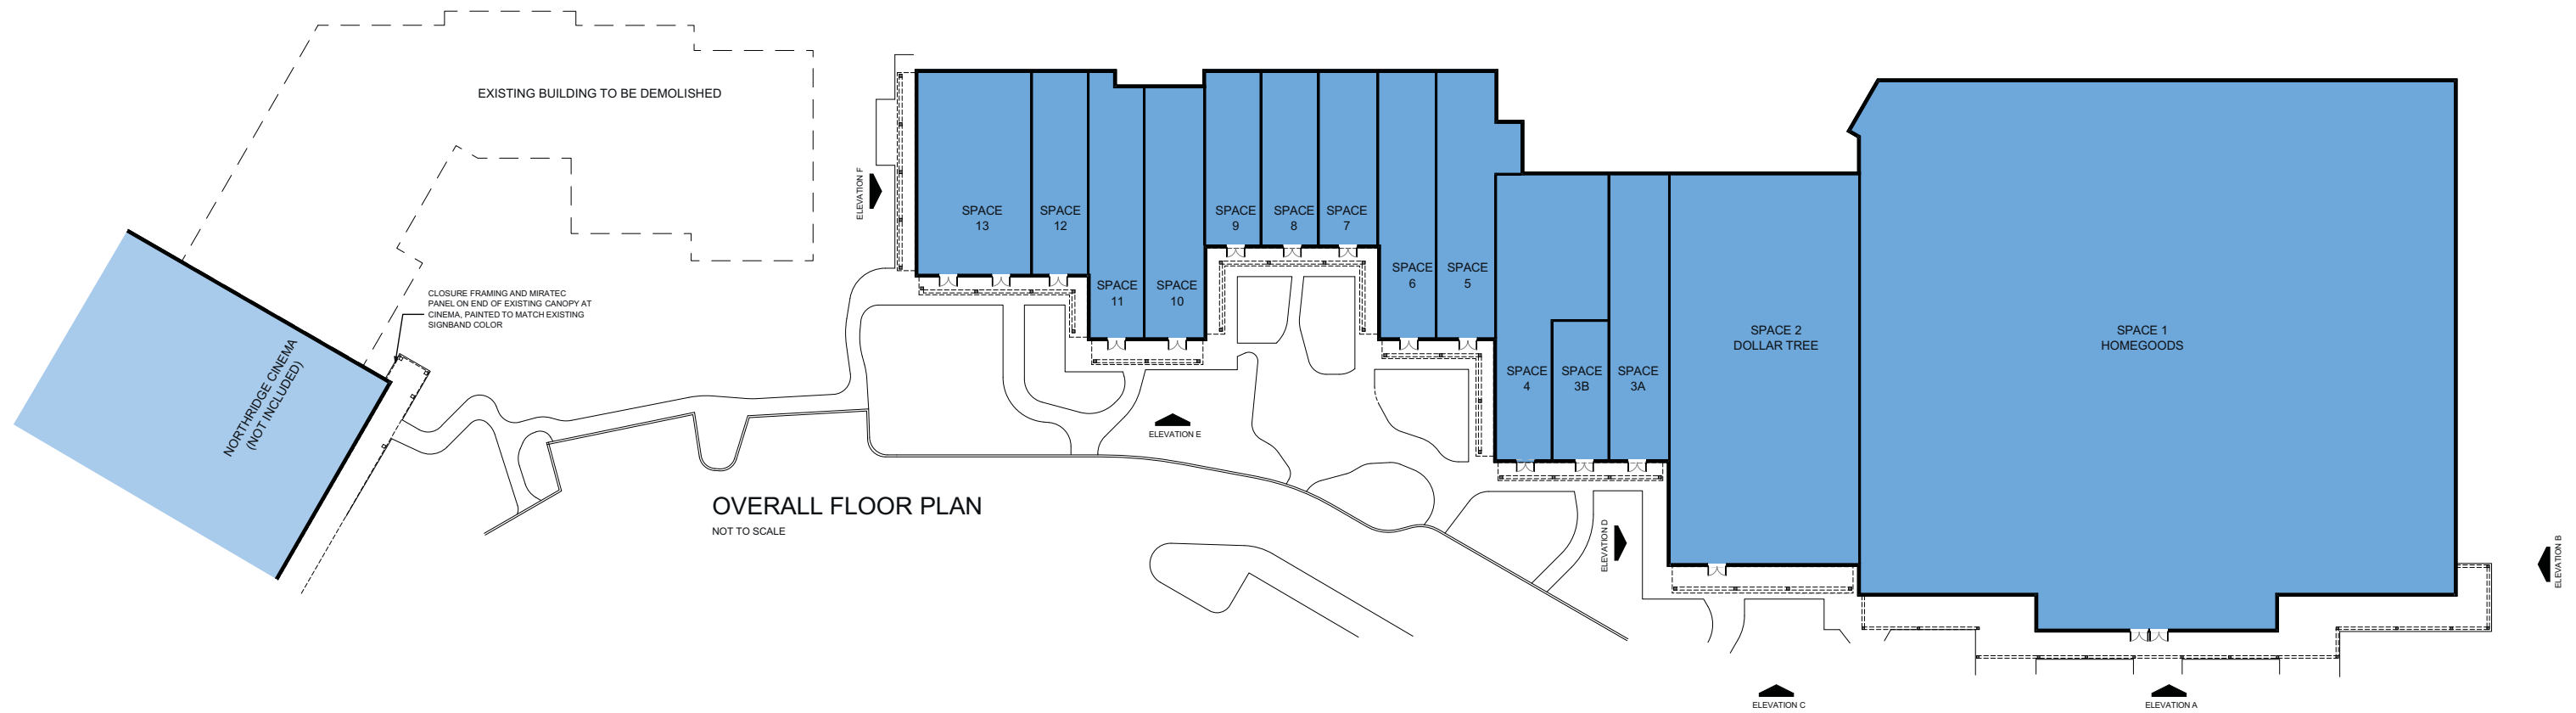 EXISTING BUILDING TO BE DEMOLISHED
CLOSURE FRAMING AND MIRATEC
PANEL ON END OF EXISTING CANOPY AT
CINEMA, PAINTED TO MATCH EXISTING
SIGNBAND COLOR
NORTHRIDGE CINEMA
(NOT INCLUDED)
ELEVATION F
SPACE
13
SPACE
12
SPACE
11
SPACE
10
SPACE
9
SPACE
8
SPACE
7
SPACE
6
SPACE
5
SPACE
4
SPACE
3B
SPACE
3A
SPACE 2
DOLLAR TREE
SPACE 1
HOMEGOODS
ELEVATION E
OVERALL FLOOR PLAN
NOT TO SCALE
ELEVATION D
ELEVATION B
ELEVATION C
ELEVATION A